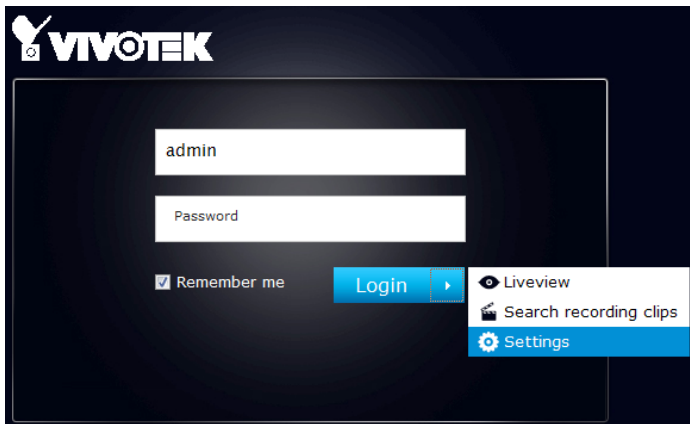 VIVOTEK
admin
Password
Remember me
Login
Liveview
Search recording clips
Settings